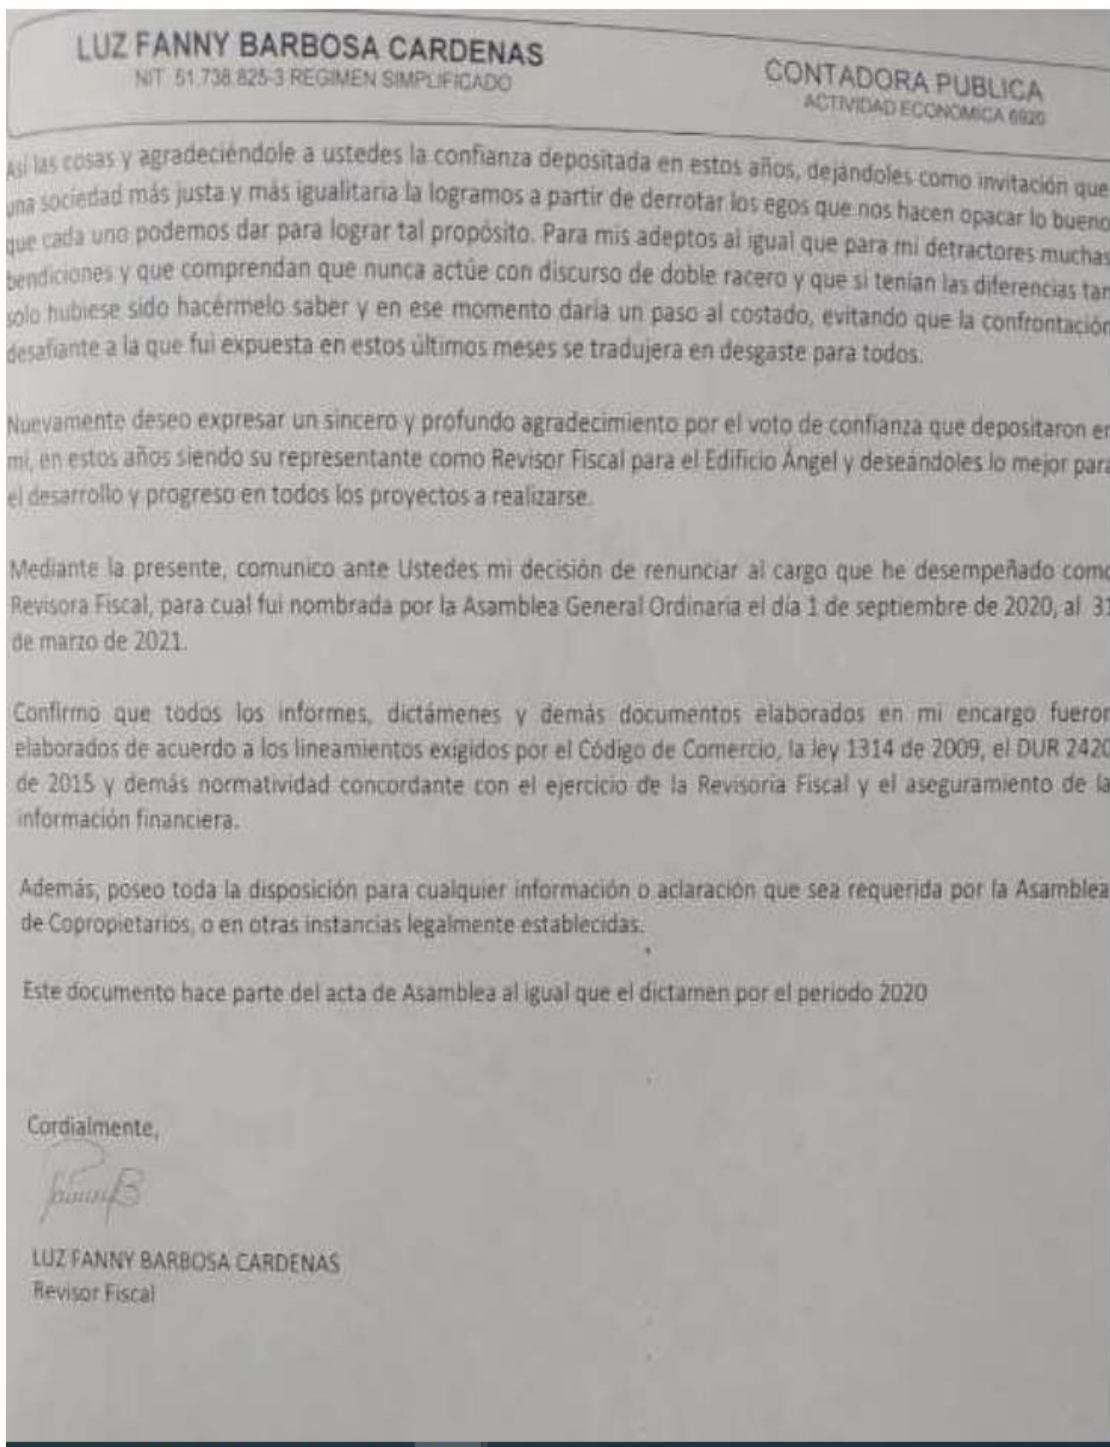 LUZ FANNY BARBOSA CARDENAS
NIT. 51.738.825-3 REGIMEN SIMPLIFICADO
CONTADORA PUBLICA
ACTIVIDAD ECONOMICA 6920
Así las cosas y agradeciéndole a ustedes la confianza depositada en estos años, dejándoles como invitación que
una sociedad más justa y más igualitaria la logramos a partir de derrotar los egos que nos hacen opacar lo bueno
que cada uno podemos dar para lograr tal propósito. Para mis adeptos al igual que para mi detractores muchas
bendiciones y que comprendan que nunca actúe con discurso de doble racero y que si tenían las diferencias tan
solo hubiese sido hacérmelo saber y en ese momento daría un paso al costado, evitando que la confrontación
desafiante a la que fui expuesta en estos últimos meses se tradujera en desgaste para todos.
Nuevamente deseo expresar un sincero y profundo agradecimiento por el voto de confianza que depositaron en
mi, en estos años siendo su representante como Revisor Fiscal para el Edificio Ángel y deseándoles lo mejor para
el desarrollo y progreso en todos los proyectos a realizarse.
Mediante la presente, comunico ante Ustedes mi decisión de renunciar al cargo que he desempeñado como
Revisora Fiscal, para cual fui nombrada por la Asamblea General Ordinaria el día 1 de septiembre de 2020, al 31
de marzo de 2021.
Confirmo que todos los informes, dictámenes y demás documentos elaborados en mi encargo fueron
elaborados de acuerdo a los lineamientos exigidos por el Código de Comercio, la ley 1314 de 2009, el DUR 2420
de 2015 y demás normatividad concordante con el ejercicio de la Revisoría Fiscal y el aseguramiento de la
información financiera.
Además, poseo toda la disposición para cualquier información o aclaración que sea requerida por la Asamblea
de Copropietarios, o en otras instancias legalmente establecidas.
Este documento hace parte del acta de Asamblea al igual que el dictamen por el periodo 2020
Cordialmente,
LUZ FANNY BARBOSA CARDENAS
Revisor Fiscal